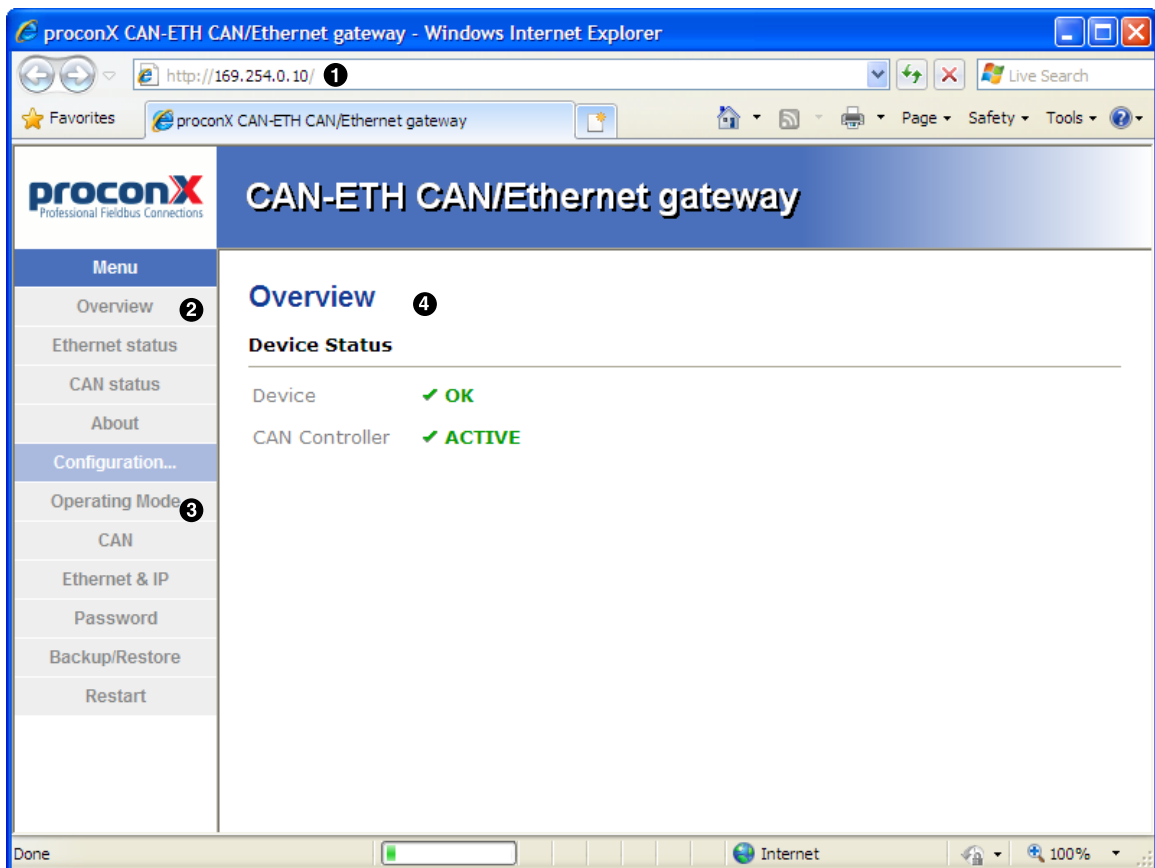 proconX CAN-ETH CAN/Ethernet gateway - Windows Internet Explorer
http://169.254.0.10/ 1
Live Search
Favorites
proconX CAN-ETH CAN/Ethernet gateway
Page
Safety
Tools
proconX
Professional Fieldbus Connections
CAN-ETH CAN/Ethernet gateway
Menu
Overview 2
Ethernet status
CAN status
About
Configuration...
Operating Mode 3
CAN
Ethernet & IP
Password
Backup/Restore
Restart
Overview 4
Device Status
Device ✓ OK
CAN Controller ✓ ACTIVE
Done
Internet
100%